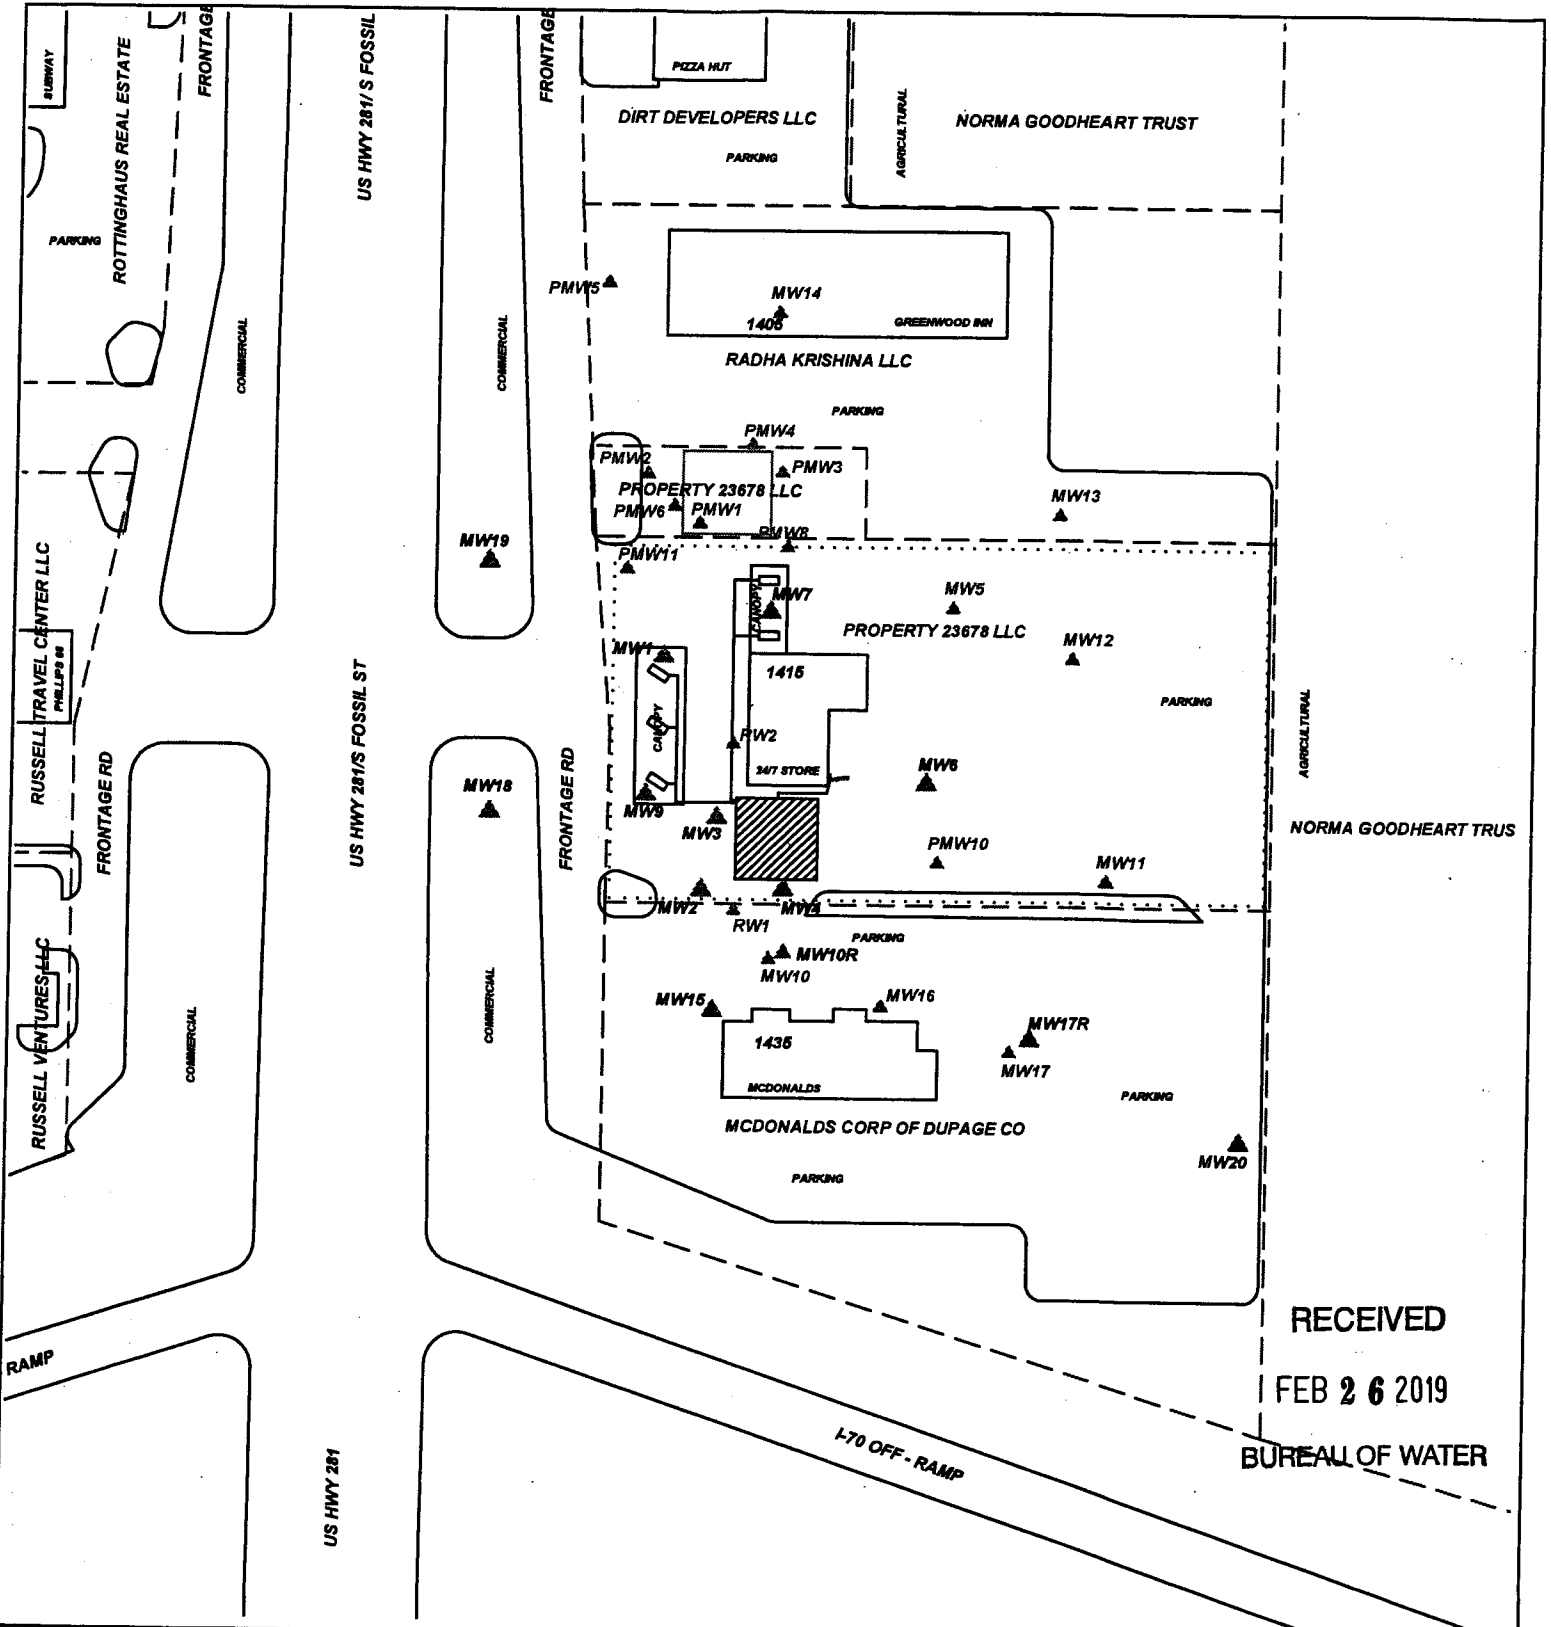 SUBWAY
ROTTINGHAUS REAL ESTATE
FRONTAGE
US HWY 281/ S FOSSIL
FRONTAGE
PIZZA HUT
DIRT DEVELOPERS LLC
PARKING
AGRICULTURAL
NORMA GOODHEART TRUST
PARKING
COMMERCIAL
COMMERCIAL
PMW5
MW14
1405
GREENWOOD INN
RADHA KRISHINA LLC
PARKING
PMW4
PMW2
PMW3
PROPERTY 23678 LLC
PMW6
PMW1
MW13
PMW8
MW19
PMW11
RUSSELL TRAVEL CENTER LLC
PHILLIPS 66
CANOPY
MW7
MW5
PROPERTY 23678 LLC
MW1
MW12
1415
PARKING
AGRICULTURAL
CANOPY
RW2
24/7 STORE
MW6
FRONTAGE RD
US HWY 281/S FOSSIL ST
MW18
FRONTAGE RD
MW9
MW3
NORMA GOODHEART TRUS
PMW10
MW11
MW2
MW4
RW1
PARKING
MW10R
MW10
RUSSELL VENTURES LLC
COMMERCIAL
COMMERCIAL
MW15
MW16
1435
MW17R
MW17
MCDONALDS
PARKING
MCDONALDS CORP OF DUPAGE CO
MW20
PARKING
RECEIVED
FEB 26 2019
BUREAU OF WATER
RAMP
I-70 OFF - RAMP
US HWY 281